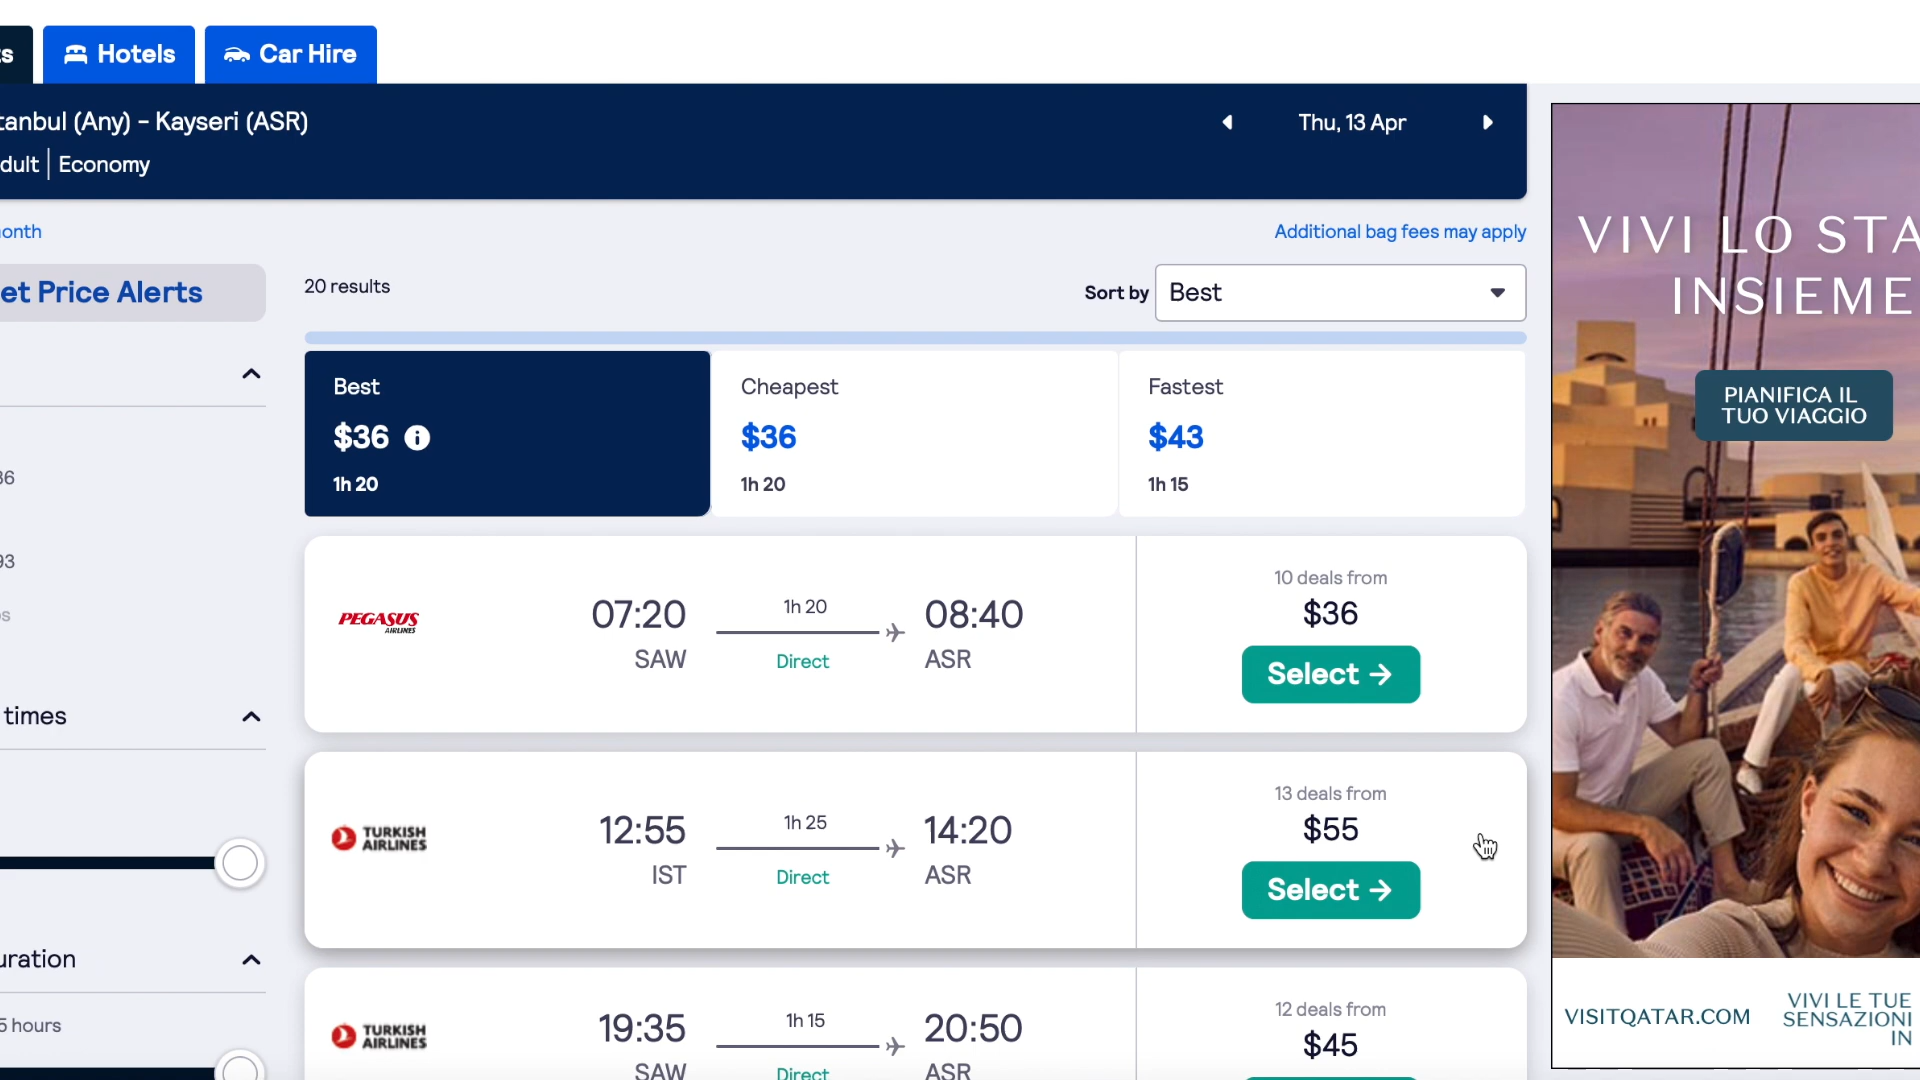 ts
Hotels
Car Hire
tanbul (Any) – Kayseri (ASR)
dult | Economy
Thu, 13 Apr
month
Additional bag fees may apply
et Price Alerts
20 results
Sort by
Best
Best
$36
1h 20
Cheapest
$36
1h 20
Fastest
$43
1h 15
36
93
os
times
uration
5 hours
PEGASUS
AIRLINES
07:20
SAW
1h 20
Direct
08:40
ASR
10 deals from
$36
Select →
TURKISH
AIRLINES
12:55
IST
1h 25
Direct
14:20
ASR
13 deals from
$55
Select →
TURKISH
AIRLINES
19:35
SAW
1h 15
Direct
20:50
ASR
12 deals from
$45
VIVI LO STA
INSIEME
PIANIFICA IL
TUO VIAGGIO
VISITQATAR.COM
VIVI LE TUE
SENSAZIONI
IN